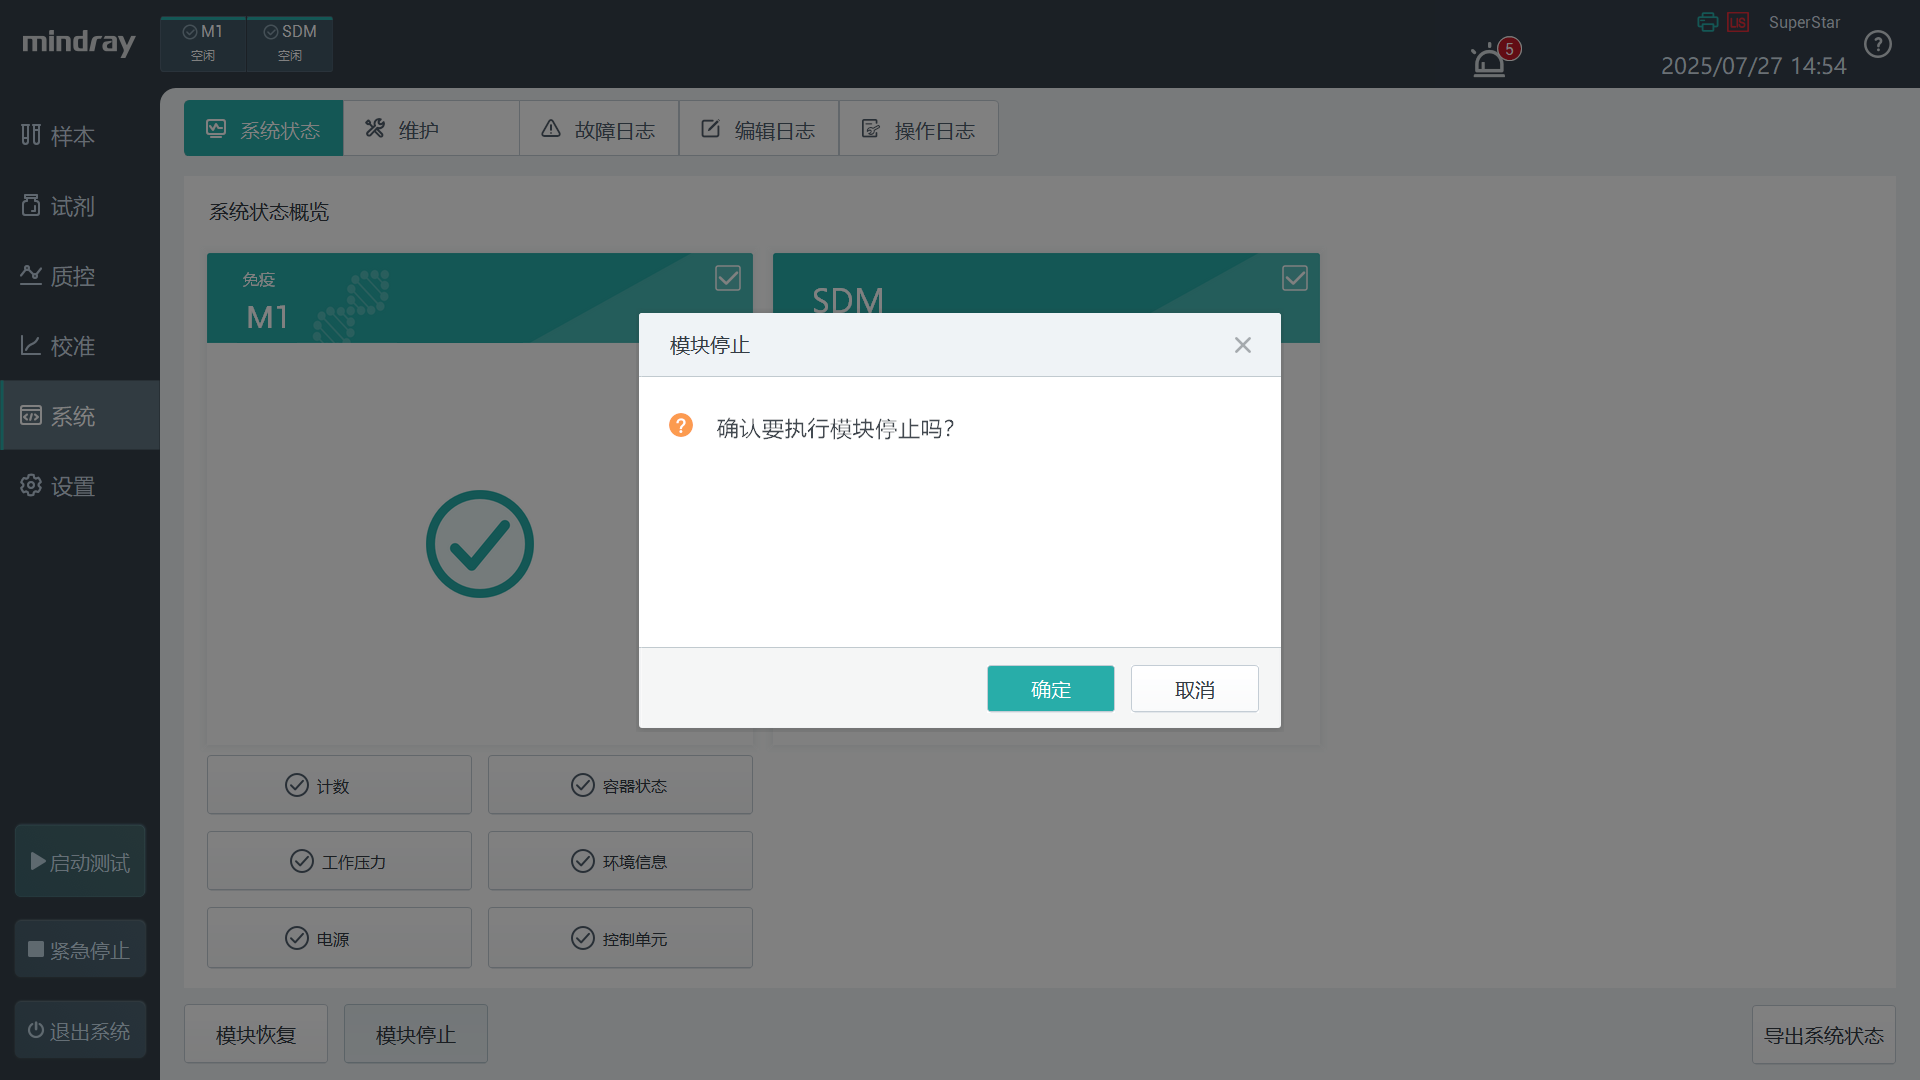 mindray
M1
空闲
SDM
空闲
5
LIS
SuperStar
2025/07/27 14:54
?
样本
试剂
质控
校准
系统
设置
启动测试
紧急停止
退出系统
系统状态
维护
故障日志
编辑日志
操作日志
系统状态概览
免疫
M1
SDM
模块停止
?
确认要执行模块停止吗?
确定
取消
计数
容器状态
工作压力
环境信息
电源
控制单元
模块恢复
模块停止
导出系统状态